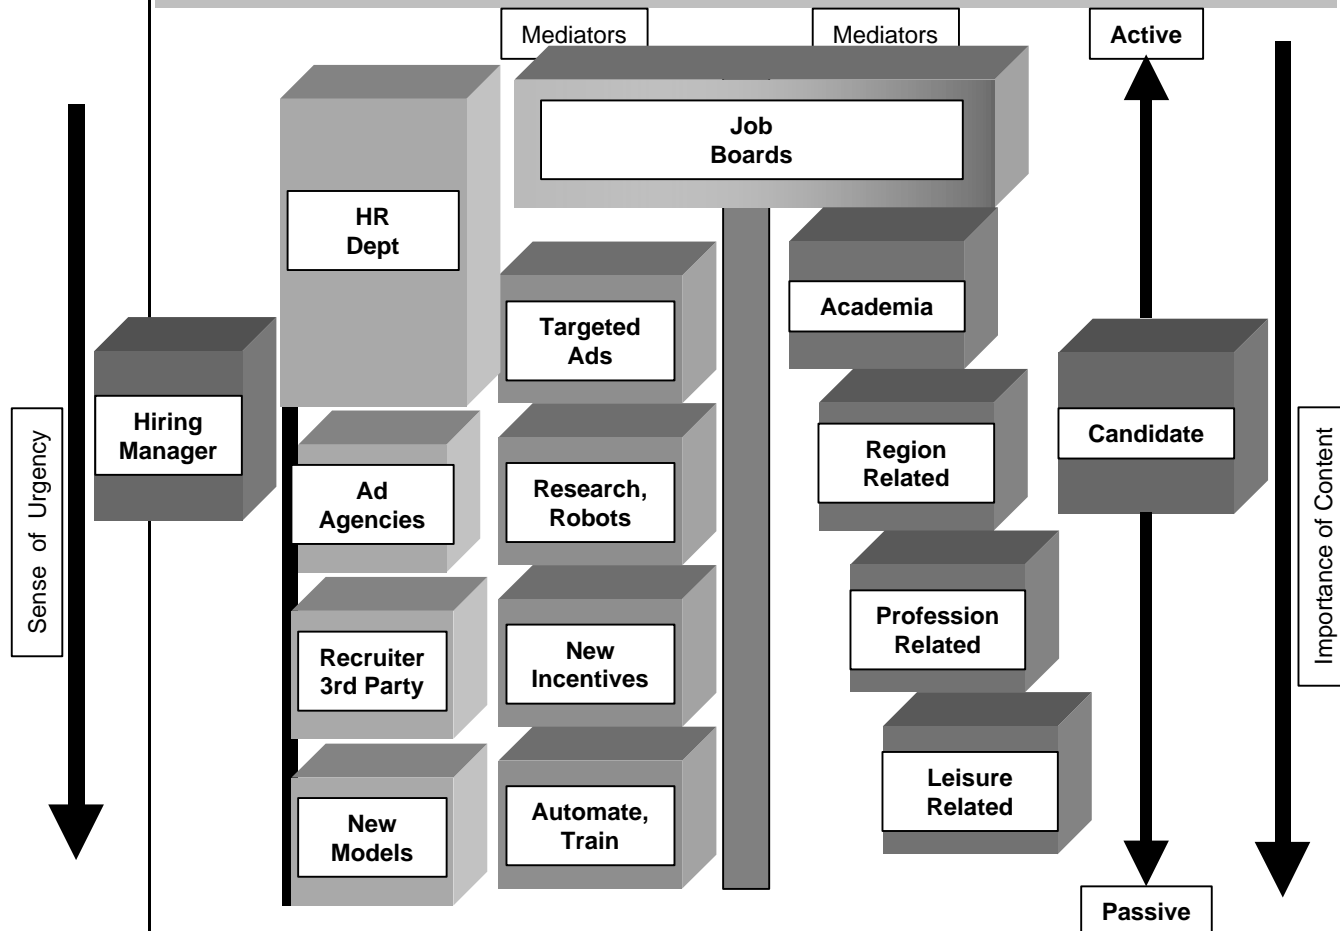 Mediators
Mediators
Active
Job
Boards
HR
Dept
Academia
Targeted
Ads
Hiring
Manager
Candidate
Region
Related
Ad
Agencies
Research,
Robots
Sense of Urgency
Importance of Content
Profession
Related
Recruiter
3rd Party
New
Incentives
Leisure
Related
New
Models
Automate,
Train
Passive